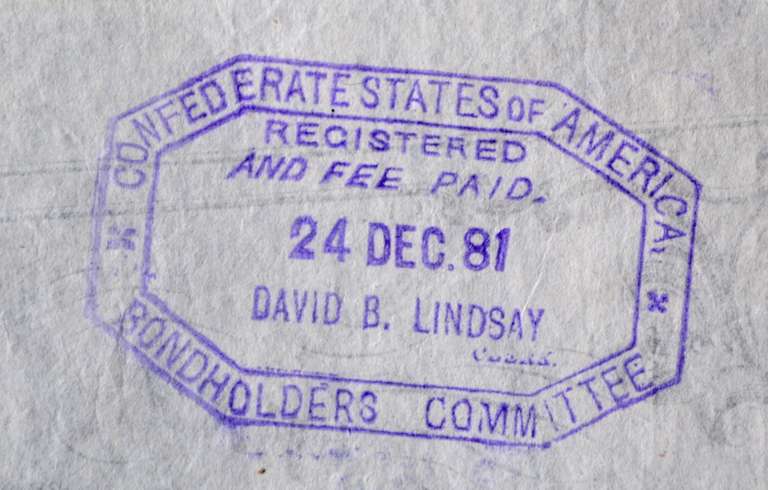 CONFEDERATE STATES OF AMERICA,
REGISTERED
AND FEE PAID.
24 DEC. 81
DAVID B. LINDSAY
BONDHOLDERS COMMITTEE